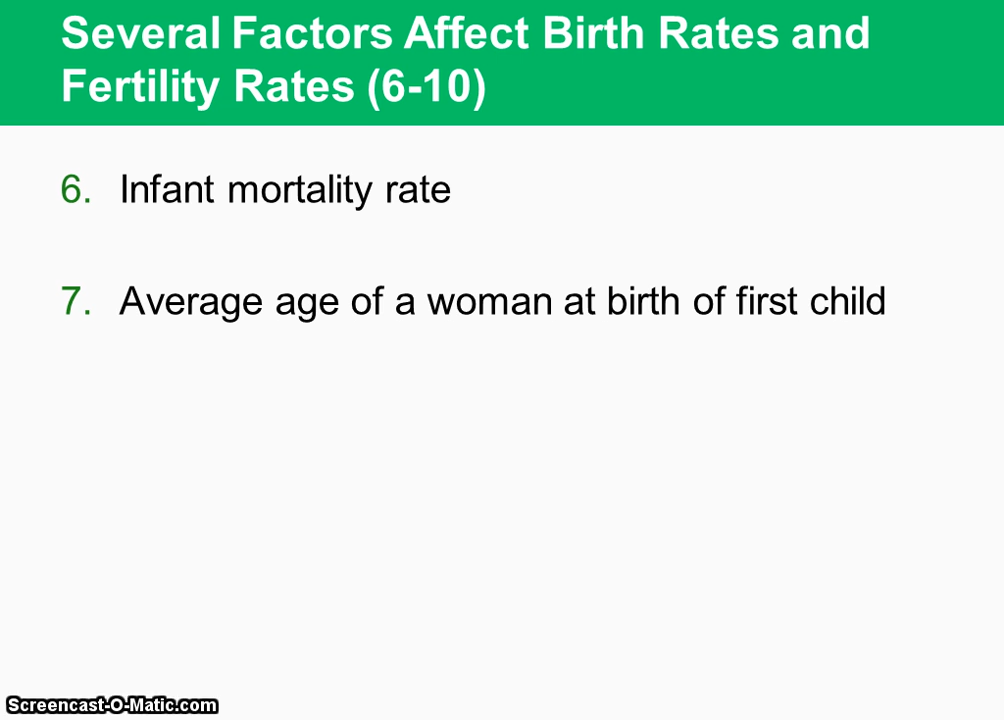 Several Factors Affect Birth Rates and
Fertility Rates (6-10)
6. Infant mortality rate
7. Average age of a woman at birth of first child
Screencast-O-Matic.com